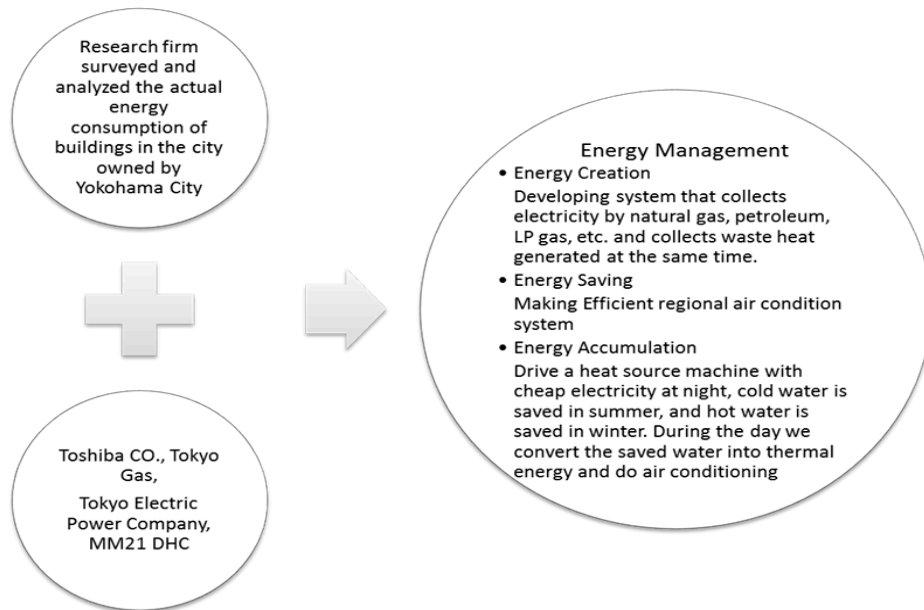 Research firm
surveyed and
analyzed the actual
energy
consumption of
buildings in the city
owned by
Yokohama City
Toshiba CO., Tokyo
Gas,
Tokyo Electric
Power Company,
MM21 DHC
Energy Management
• Energy Creation
Developing system that collects
electricity by natural gas, petroleum,
LP gas, etc. and collects waste heat
generated at the same time.
• Energy Saving
Making Efficient regional air condition
system
• Energy Accumulation
Drive a heat source machine with
cheap electricity at night, cold water is
saved in summer, and hot water is
saved in winter. During the day we
convert the saved water into thermal
energy and do air conditioning